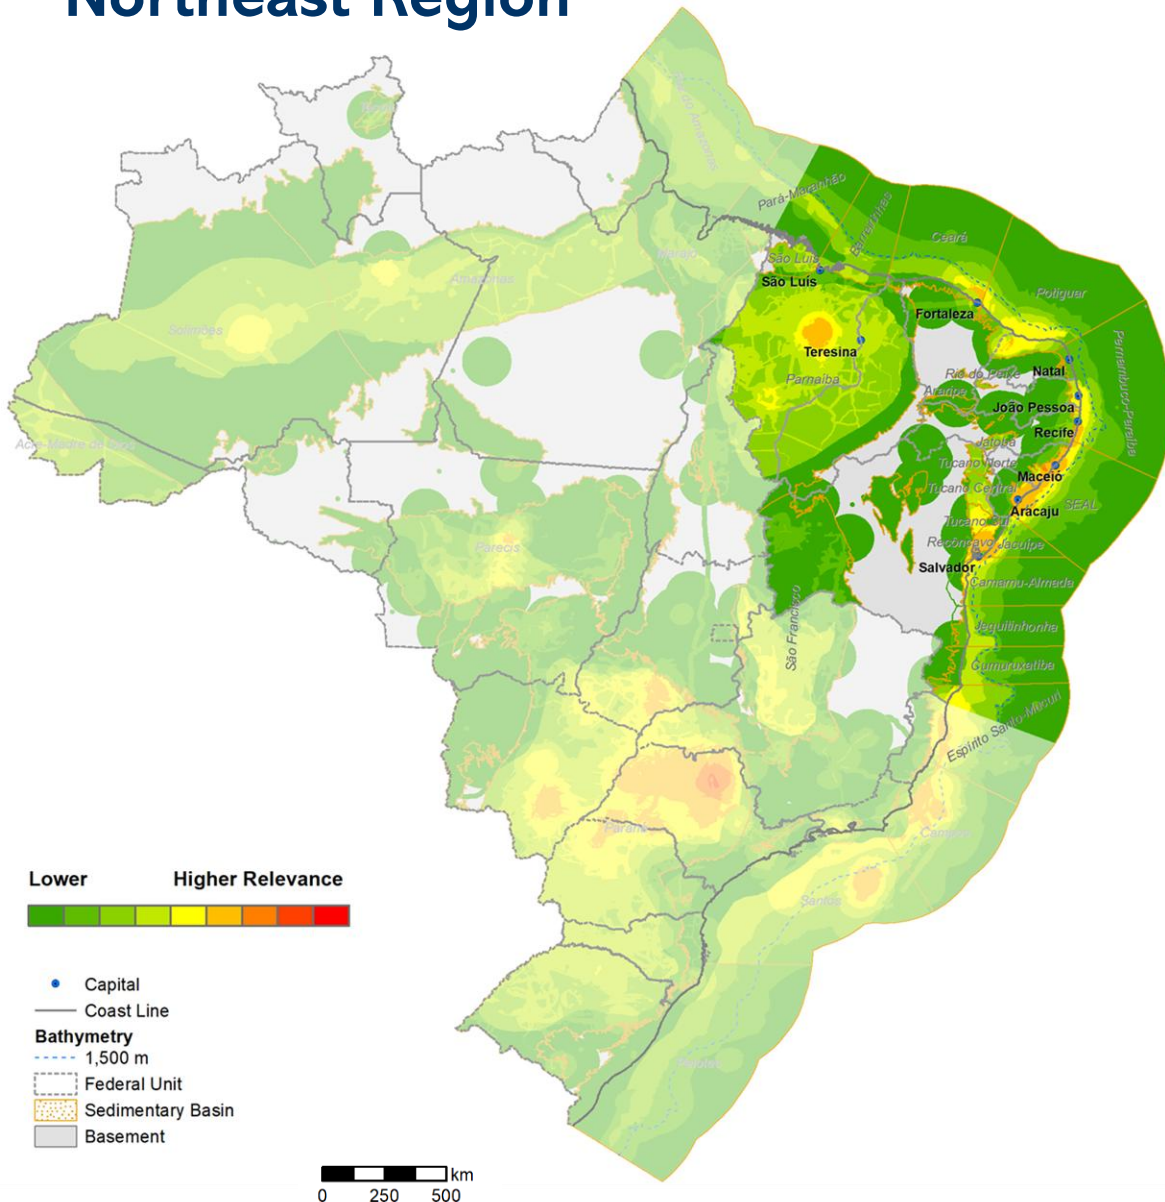 Northeast Region
Foz do Amazonas
Pará-Maranhão
Barreirinhas
Ceará
Potiguar
São Luís
São Luís
Marajó
Amazonas
Solimões
Fortaleza
Teresina
Parnaíba
Rio do Peixe
Natal
Araripe
João Pessoa
Pernambuco-Paraíba
Recife
Jatobá
Acre-Madre de Dios
Tucano Norte
Maceió
Tucano Central
SEAL
Aracaju
Tucano Sul
Recôncavo
Jacuípe
Parecis
Salvador
Camamu-Almada
São Francisco
Jequitinhonha
Cumuruxatiba
Espírito Santo-Mucuri
Paraná
Campos
Santos
Pelotas
Lower Higher Relevance
Capital
Coast Line
Bathymetry
1,500 m
Federal Unit
Sedimentary Basin
Basement
km
0 250 500